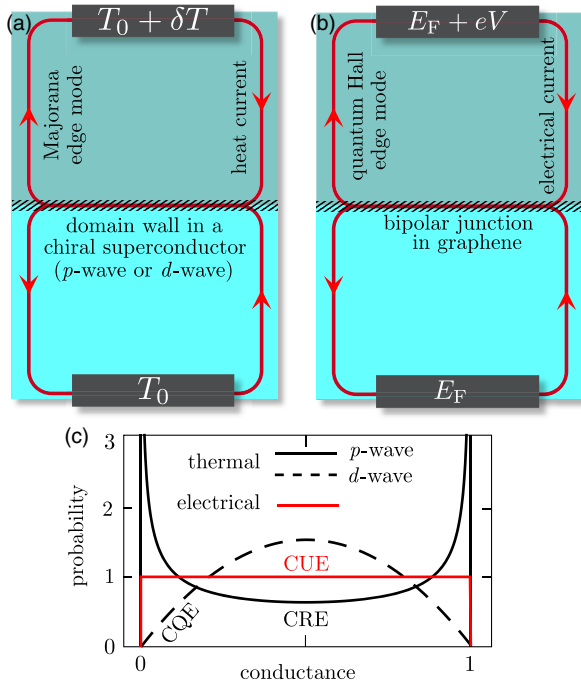 (a)
T₀ + δT
Majorana
edge mode
heat current
domain wall in a
chiral superconductor
(p-wave or d-wave)
T₀
(b)
E_F + eV
quantum Hall
edge mode
electrical current
bipolar junction
in graphene
E_F
(c)
3
2
1
0
probability
thermal
p-wave
d-wave
electrical
CUE
CQE
CRE
0
1
conductance